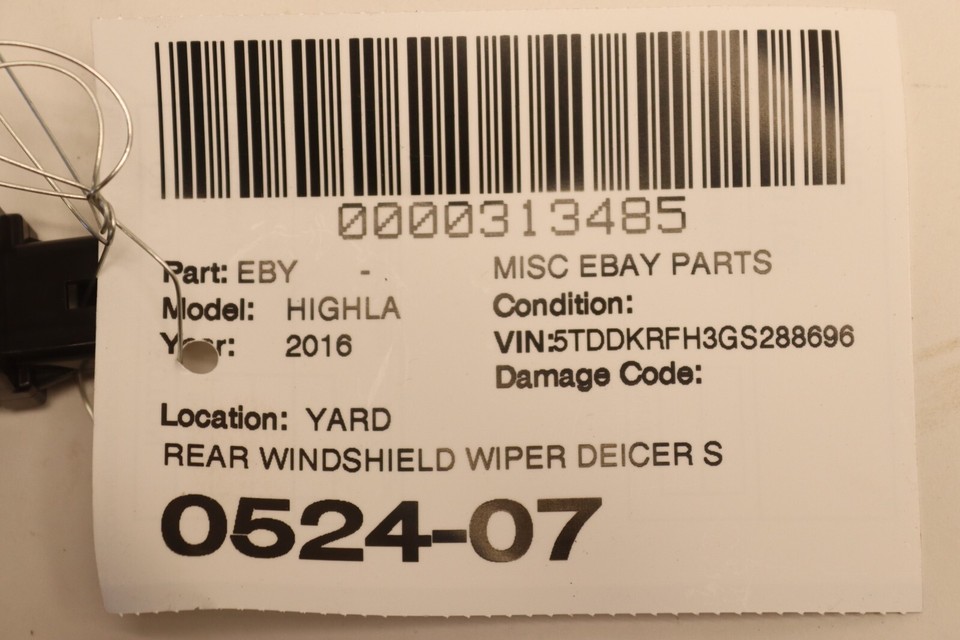 0000313485
Part: EBY - MISC EBAY PARTS
Model: HIGHLA Condition:
Year: 2016 VIN:5TDDKRFH3GS288696
Damage Code:
Location: YARD
REAR WINDSHIELD WIPER DEICER S
0524-07